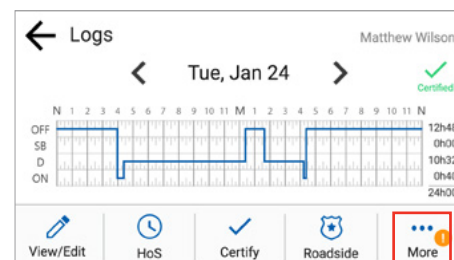 Logs
Matthew Wilson
Tue, Jan 24
Certified
N 1 2 3 4 5 6 7 8 9 10 11 M 1 2 3 4 5 6 7 8 9 10 11 N
OFF 12h48
SB 0h00
D 10h32
ON 0h40
24h00
View/Edit HoS Certify Roadside More